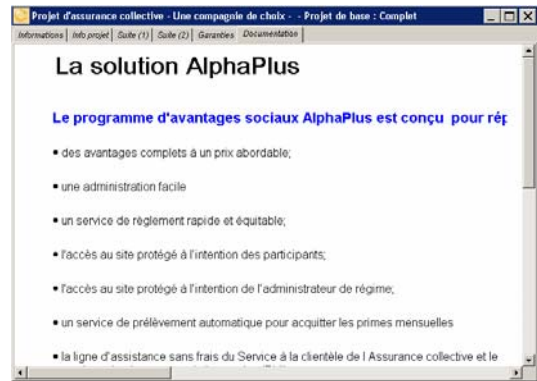 Projet d'assurance collective - Une compagnie de choix - - Projet de base : Complet
Informations Info projet Suite (1) Suite (2) Garanties Documentation
La solution AlphaPlus
Le programme d'avantages sociaux AlphaPlus est conçu pour rép
• des avantages complets à un prix abordable;
• une administration facile
• un service de règlement rapide et équitable;
• l'accès au site protégé à l'intention des participants;
• l'accès au site protégé à l'intention de l'administrateur de régime;
• un service de prélèvement automatique pour acquitter les primes mensuelles
• la ligne d'assistance sans frais du Service à la clientèle de l Assurance collective et le